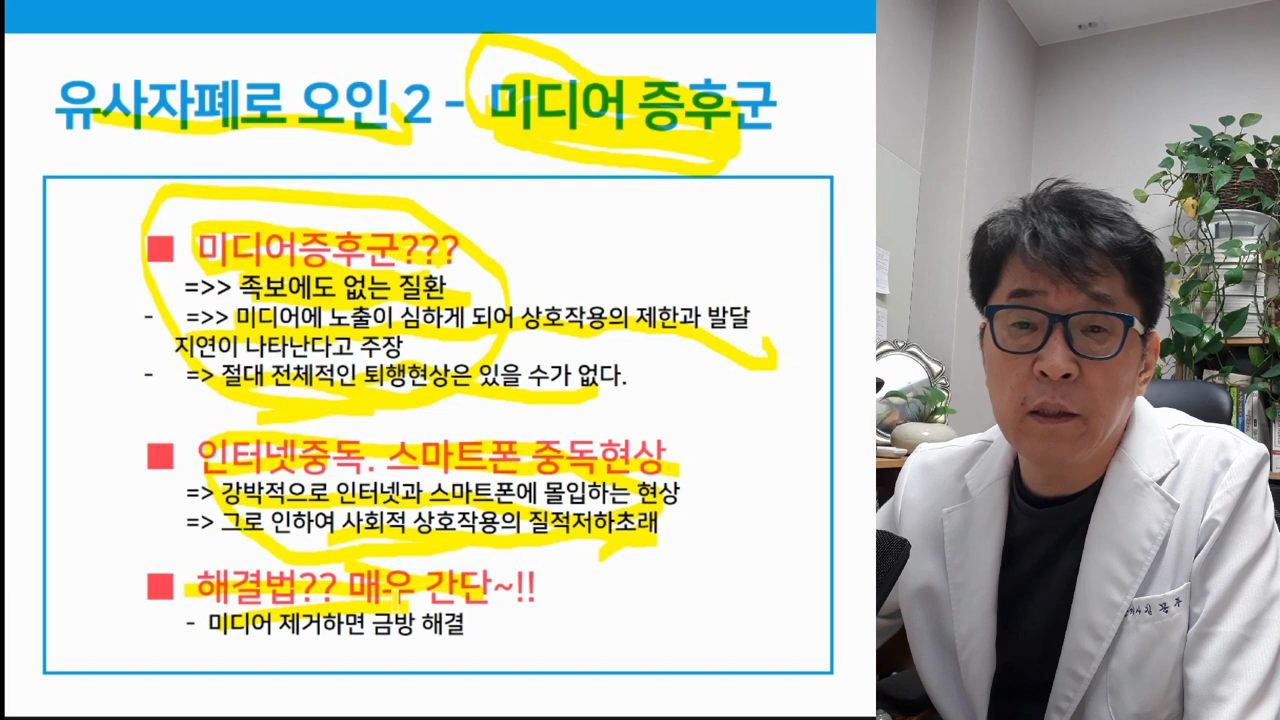 유사자폐로 오인 2 - 미디어 증후군
■ 미디어증후군???
=>> 족보에도 없는 질환
- =>> 미디어에 노출이 심하게 되어 상호작용의 제한과 발달
지연이 나타난다고 주장
- => 절대 전체적인 퇴행현상은 있을 수가 없다.
■ 인터넷중독. 스마트폰 중독현상
=> 강박적으로 인터넷과 스마트폰에 몰입하는 현상
=> 그로 인하여 사회적 상호작용의 질적저하초래
■ 해결법?? 매우 간단~!!
- 미디어 제거하면 금방 해결